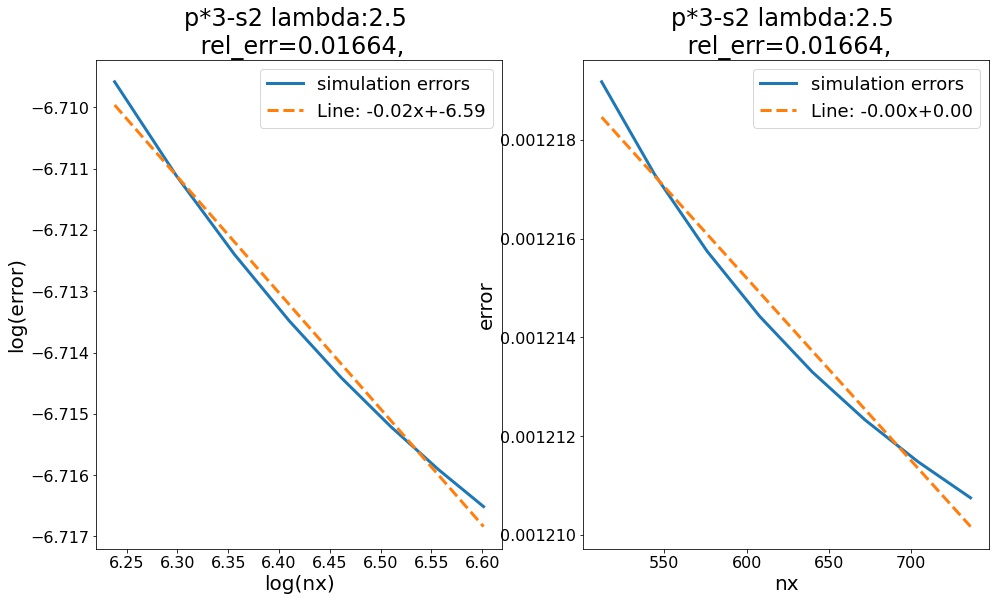 p*3-s2 lambda:2.5
rel_err=0.01664,
simulation errors
Line: -0.02x+-6.59
−6.710
−6.711
−6.712
−6.713
−6.714
−6.715
−6.716
−6.717
log(error)
6.25 6.30 6.35 6.40 6.45 6.50 6.55 6.60
log(nx)
p*3-s2 lambda:2.5
rel_err=0.01664,
simulation errors
Line: -0.00x+0.00
0.001218
0.001216
0.001214
0.001212
0.001210
error
550 600 650 700
nx